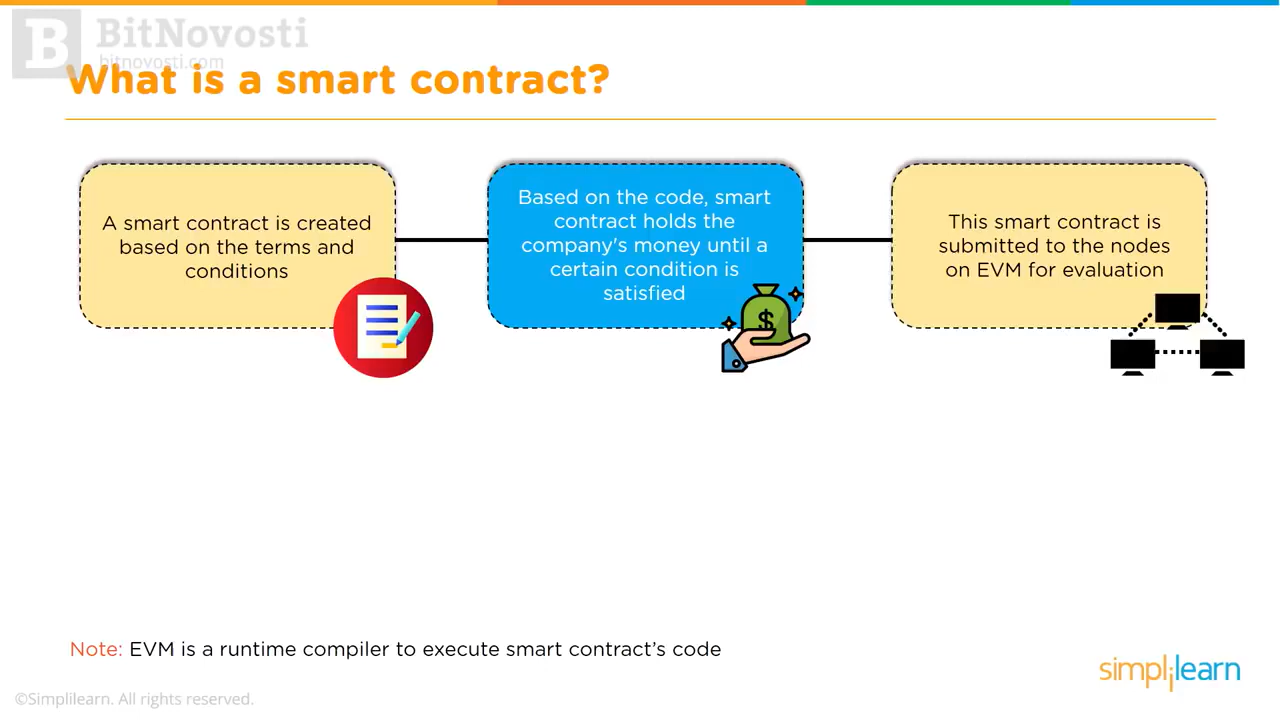 BitNovosti
bitnovosti.com
What is a smart contract?
A smart contract is created
based on the terms and
conditions
Based on the code, smart
contract holds the
company's money until a
certain condition is
satisfied
This smart contract is
submitted to the nodes
on EVM for evaluation
Note: EVM is a runtime compiler to execute smart contract’s code
simplilearn
©Simplilearn. All rights reserved.